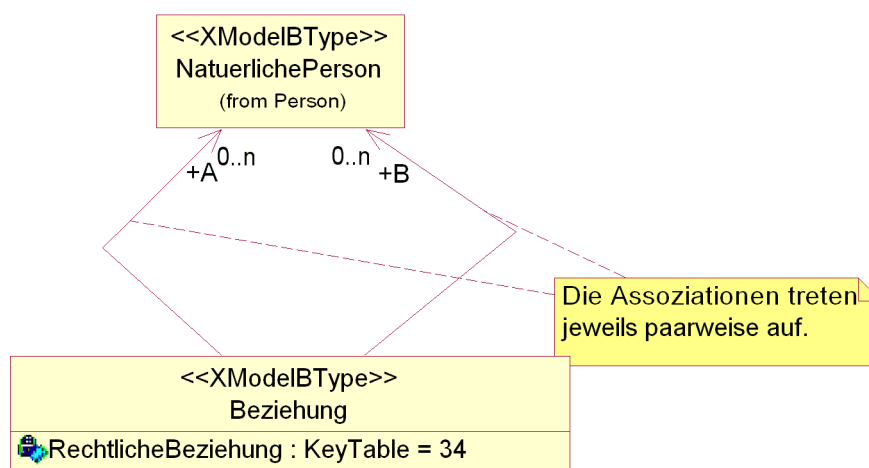 <<XModelBType>>
NatuerlichePerson
(from Person)
+A
0..n
0..n
+B
Die Assoziationen treten
jeweils paarweise auf.
<<XModelBType>>
Beziehung
RechtlicheBeziehung : KeyTable = 34